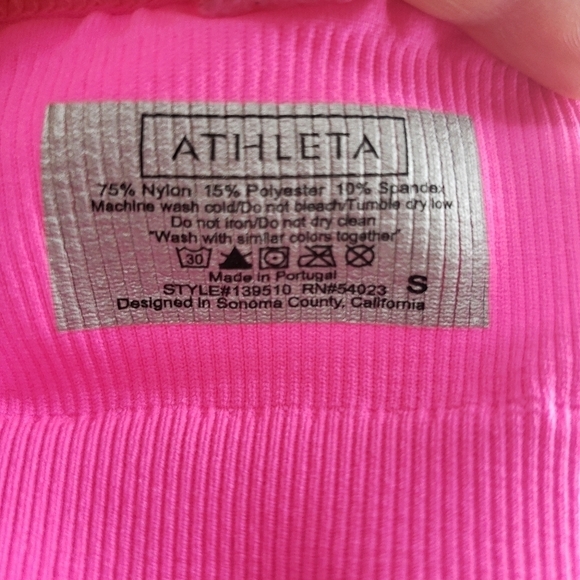 ATHLETA
75% Nylon 15% Polyester 10% Spandex
Machine wash cold/Do not bleach/Tumble dry low
Do not iron/Do not dry clean
"Wash with similar colors together"
30
Made in Portugal
STYLE#139510 RN#54023 S
Designed in Sonoma County, California